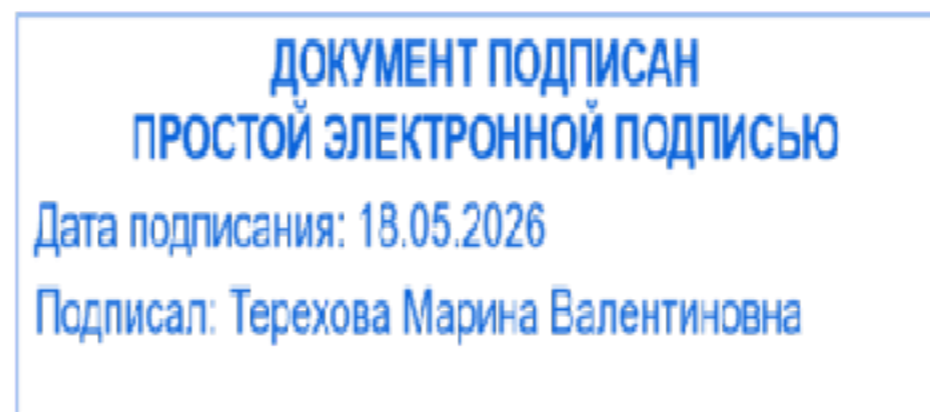 ДОКУМЕНТ ПОДПИСАН
ПРОСТОЙ ЭЛЕКТРОННОЙ ПОДПИСЬЮ
Дата подписания: 18.05.2026
Подписал: Терехова Марина Валентиновна